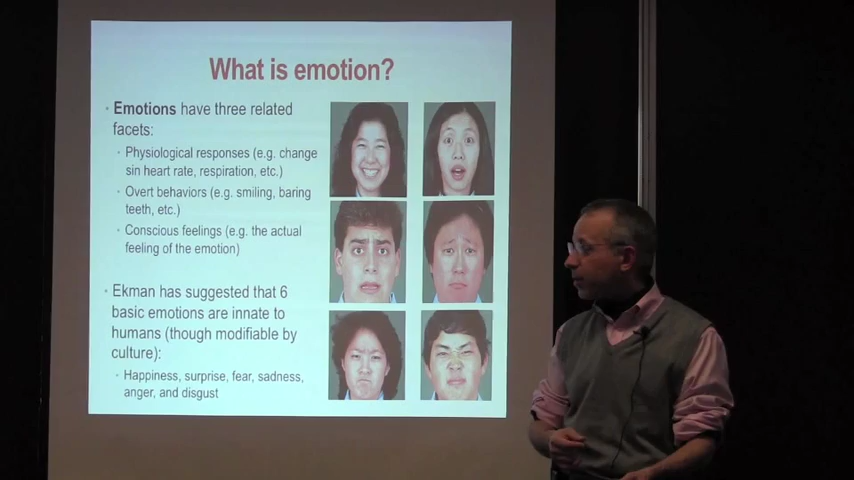 What is emotion?
Emotions have three related
facets:
Physiological responses (e.g. change
sin heart rate, respiration, etc.)
Overt behaviors (e.g. smiling, baring
teeth, etc.)
Conscious feelings (e.g. the actual
feeling of the emotion)
Ekman has suggested that 6
basic emotions are innate to
humans (though modifiable by
culture):
Happiness, surprise, fear, sadness,
anger, and disgust